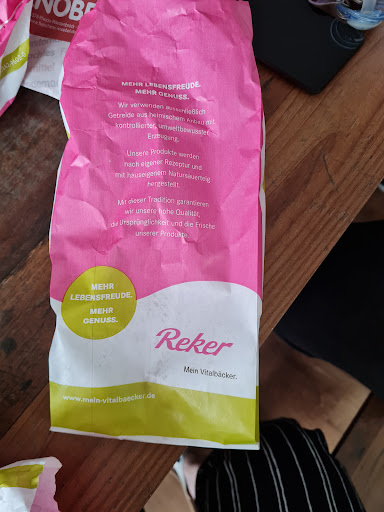 NOBE
MEHR LEBENSFREUDE.
MEHR GENUSS.
Wir verwenden ausschließlich
Getreide aus heimischem Anbau mit
kontrollierter, umweltbewusster
Erzeugung.
Unsere Produkte werden
nach eigener Rezeptur und
mit hauseigenem Natursauerteig
hergestellt.
Mit dieser Tradition garantieren
wir unsere hohe Qualität,
die Ursprünglichkeit und die Frische
unserer Produkte.
MEHR
LEBENSFREUDE.
MEHR
GENUSS.
Reker
Mein Vitalbäcker.
www.mein-vitalbaecker.de